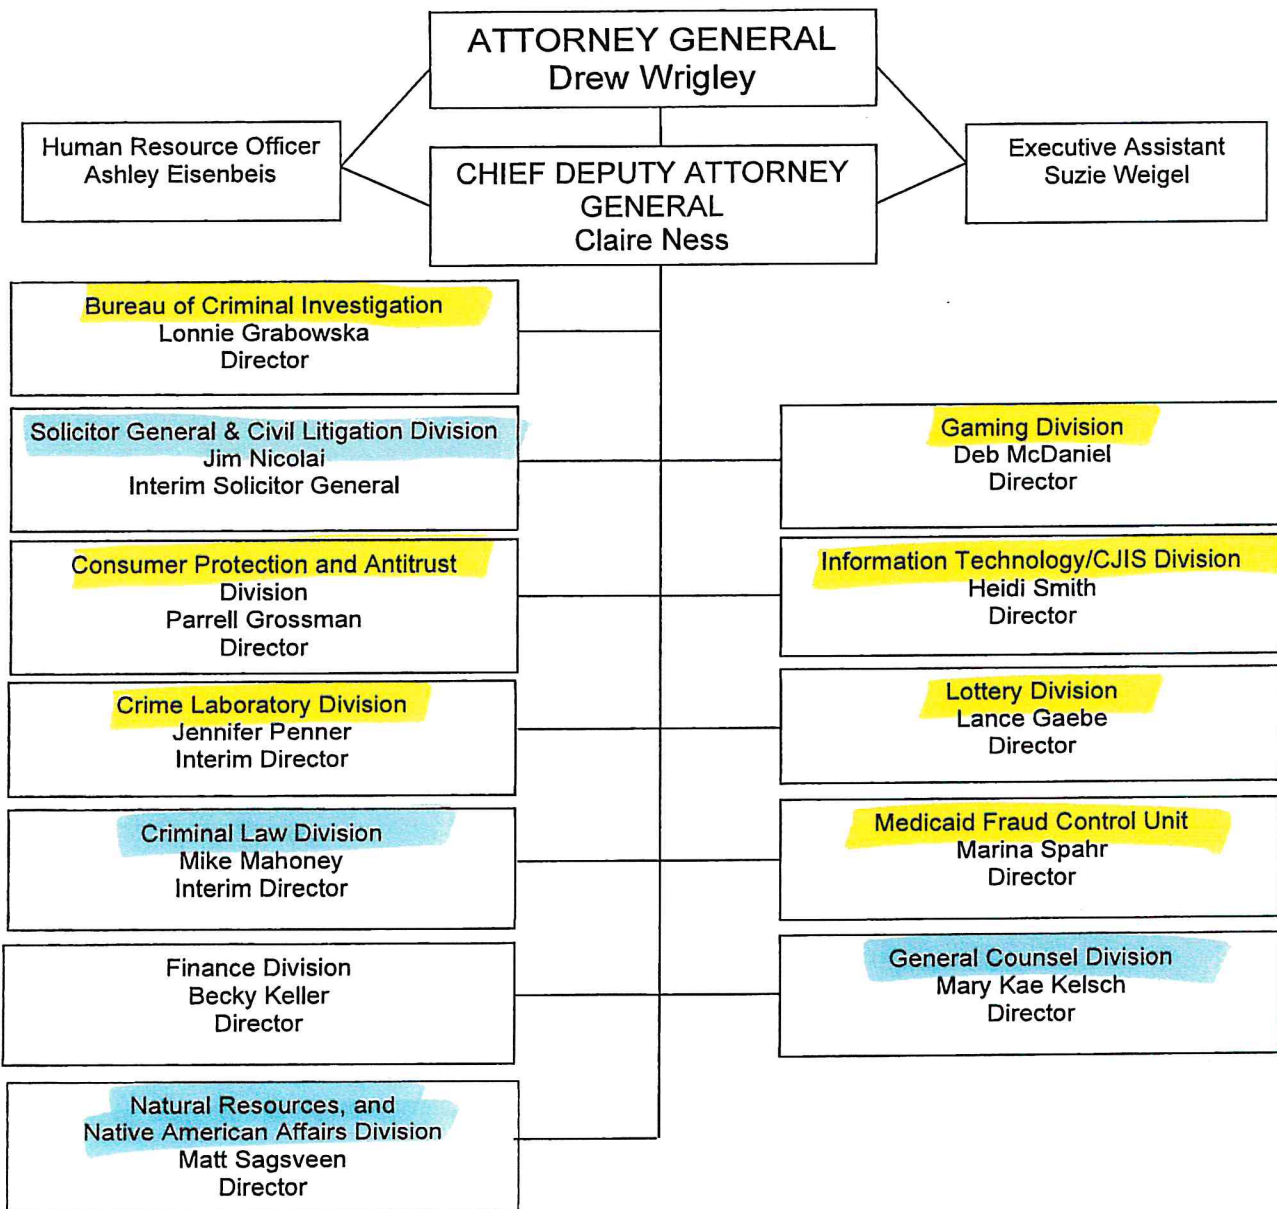 ATTORNEY GENERAL
Drew Wrigley
Human Resource Officer
Ashley Eisenbeis
CHIEF DEPUTY ATTORNEY
GENERAL
Claire Ness
Executive Assistant
Suzie Weigel
Bureau of Criminal Investigation
Lonnie Grabowska
Director
Solicitor General & Civil Litigation Division
Jim Nicolai
Interim Solicitor General
Gaming Division
Deb McDaniel
Director
Consumer Protection and Antitrust
Division
Parrell Grossman
Director
Information Technology/CJIS Division
Heidi Smith
Director
Crime Laboratory Division
Jennifer Penner
Interim Director
Lottery Division
Lance Gaebe
Director
Criminal Law Division
Mike Mahoney
Interim Director
Medicaid Fraud Control Unit
Marina Spahr
Director
Finance Division
Becky Keller
Director
General Counsel Division
Mary Kae Kelsch
Director
Natural Resources, and
Native American Affairs Division
Matt Sagsveen
Director